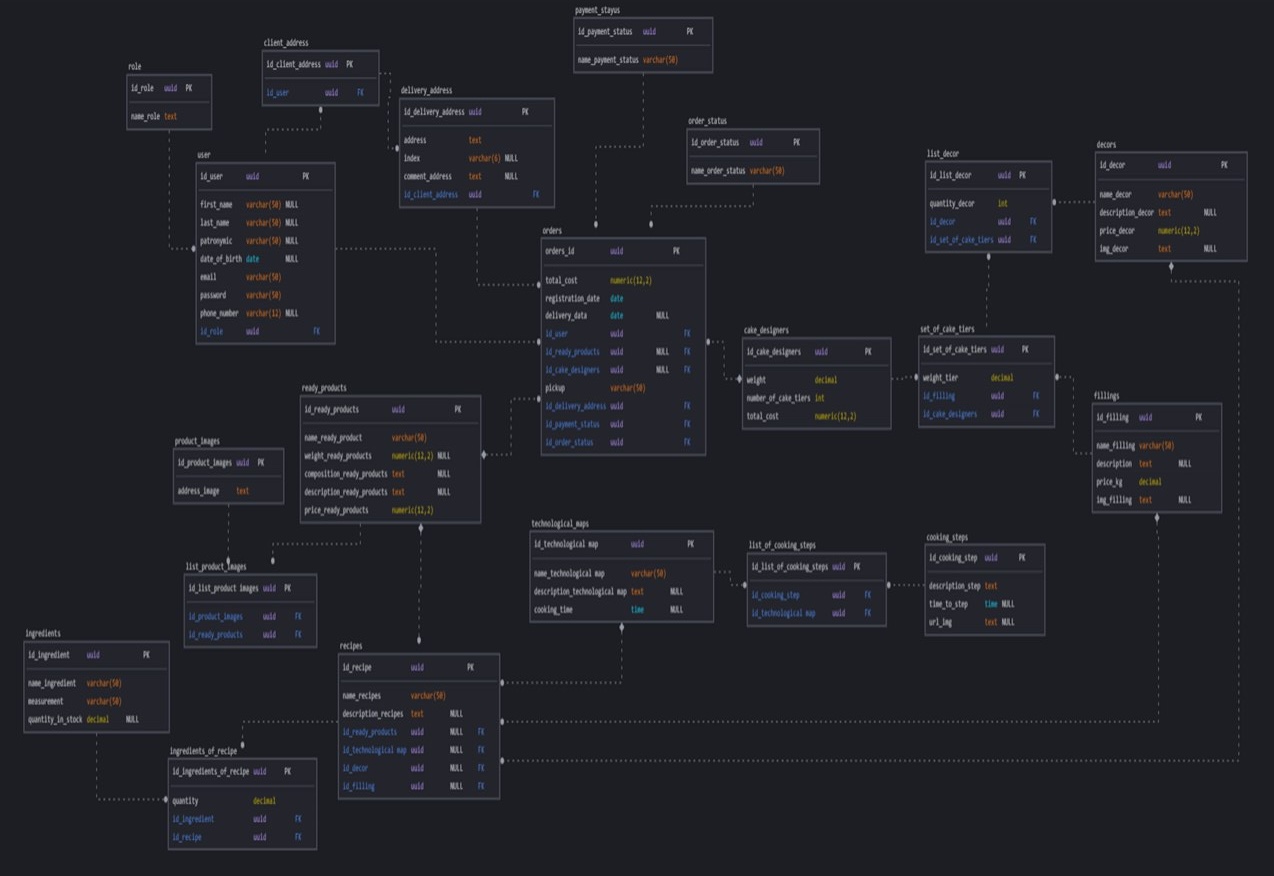 payment_stayus
id_payment_status uuid PK
name_payment_status varchar(50)
client_address
id_client_address uuid PK
id_user uuid FK
role
id_role uuid PK
name_role text
delivery_address
id_delivery_address uuid PK
address text
index varchar(6) NULL
comment_address text NULL
id_client_address uuid FK
order_status
id_order_status uuid PK
name_order_status varchar(50)
user
id_user uuid PK
first_name varchar(50) NULL
last_name varchar(50) NULL
patronymic varchar(50) NULL
date_of_birth date NULL
email varchar(50)
password varchar(50)
phone_number varchar(12) NULL
id_role uuid FK
list_decor
id_list_decor uuid PK
quantity_decor int
id_decor uuid FK
id_set_of_cake_tiers uuid FK
decors
id_decor uuid PK
name_decor varchar(50)
description_decor text NULL
price_decor numeric(12,2)
img_decor text NULL
orders
orders_id uuid PK
total_cost numeric(12,2)
registration_date date
delivery_data date NULL
id_user uuid FK
id_ready_products uuid NULL FK
id_cake_designers uuid NULL FK
pickup varchar(50)
id_delivery_address uuid FK
id_payment_status uuid FK
id_order_status uuid FK
cake_designers
id_cake_designers uuid PK
weight decimal
number_of_cake_tiers int
total_cost numeric(12,2)
set_of_cake_tiers
id_set_of_cake_tiers uuid PK
weight_tier decimal
id_filling uuid FK
id_cake_designers uuid FK
fillings
id_filling uuid PK
name_filling varchar(50)
description text NULL
price_kg decimal
img_filling text NULL
ready_products
id_ready_products uuid PK
name_ready_product varchar(50)
weight_ready_products numeric(12,2) NULL
composition_ready_products text NULL
description_ready_products text NULL
price_ready_products numeric(12,2)
product_images
id_product_images uuid PK
address_image text
list_product_images
id_list_product images uuid PK
id_product_images uuid FK
id_ready_products uuid FK
technological_maps
id_technological map uuid PK
name_technological map varchar(50)
description_technological map text NULL
cooking_time time NULL
list_of_cooking_steps
id_list_of_cooking_steps uuid PK
id_cooking_step uuid FK
id_technological map uuid FK
cooking_steps
id_cooking_step uuid PK
description_step text
time_to_step time NULL
url_img text NULL
ingredients
id_ingredient uuid PK
name_ingredient varchar(50)
measurement varchar(50)
quantity_in_stock decimal NULL
recipes
id_recipe uuid PK
name_recipes varchar(50)
description_recipes text NULL
id_ready_products uuid NULL FK
id_technological map uuid NULL FK
id_decor uuid NULL FK
id_filling uuid NULL FK
ingredients_of_recipe
id_ingredients_of_recipe uuid PK
quantity decimal
id_ingredient uuid FK
id_recipe uuid FK